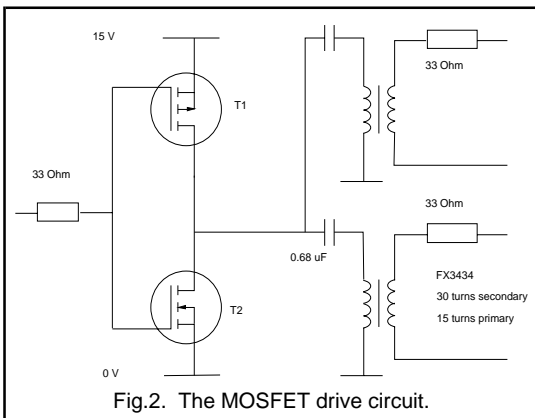 15 V
33 Ohm
T1
33 Ohm
33 Ohm
0.68 uF
FX3434
30 turns secondary
15 turns primary
T2
0 V
Fig.2. The MOSFET drive circuit.